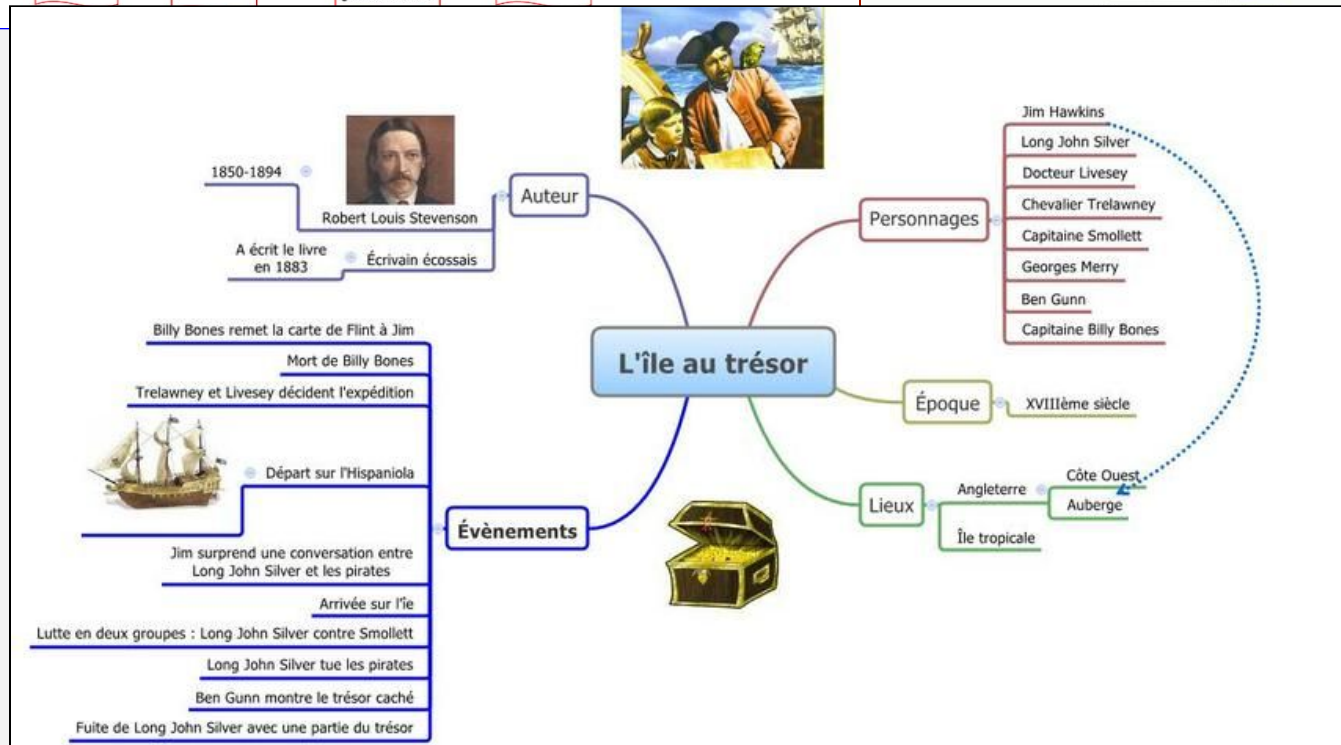 L'île au trésor
Auteur
Robert Louis Stevenson
1850-1894
Écrivain écossais
A écrit le livre
en 1883
Personnages
Jim Hawkins
Long John Silver
Docteur Livesey
Chevalier Trelawney
Capitaine Smollett
Georges Merry
Ben Gunn
Capitaine Billy Bones
Époque
XVIIIème siècle
Lieux
Angleterre
Côte Ouest
Auberge
Île tropicale
Évènements
Billy Bones remet la carte de Flint à Jim
Mort de Billy Bones
Trelawney et Livesey décident l'expédition
Départ sur l'Hispaniola
Jim surprend une conversation entre
Long John Silver et les pirates
Arrivée sur l'îe
Lutte en deux groupes : Long John Silver contre Smollett
Long John Silver tue les pirates
Ben Gunn montre le trésor caché
Fuite de Long John Silver avec une partie du trésor